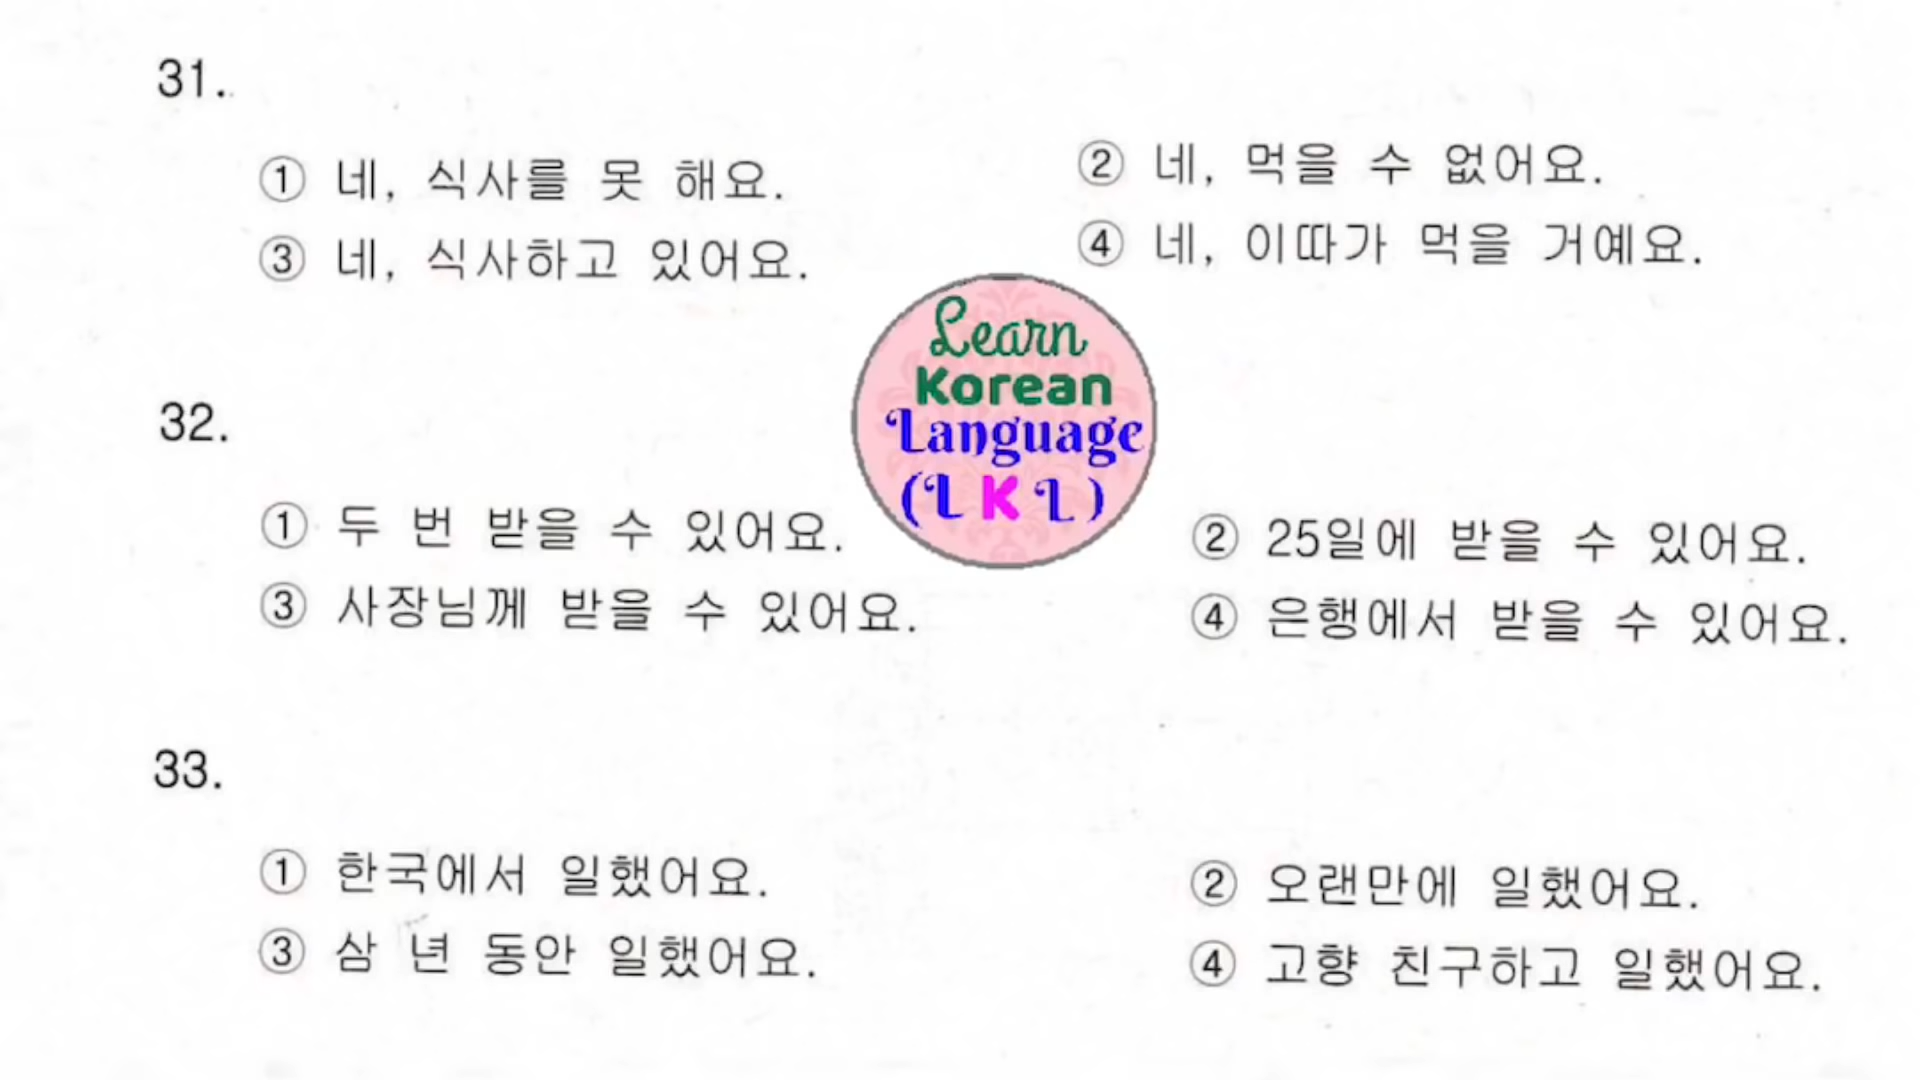 31.
① 네, 식사를 못 해요.
② 네, 먹을 수 없어요.
③ 네, 식사하고 있어요.
④ 네, 이따가 먹을 거예요.
Learn
Korean
Language
(L K L)
32.
① 두 번 받을 수 있어요.
② 25일에 받을 수 있어요.
③ 사장님께 받을 수 있어요.
④ 은행에서 받을 수 있어요.
33.
① 한국에서 일했어요.
② 오랜만에 일했어요.
③ 삼 년 동안 일했어요.
④ 고향 친구하고 일했어요.